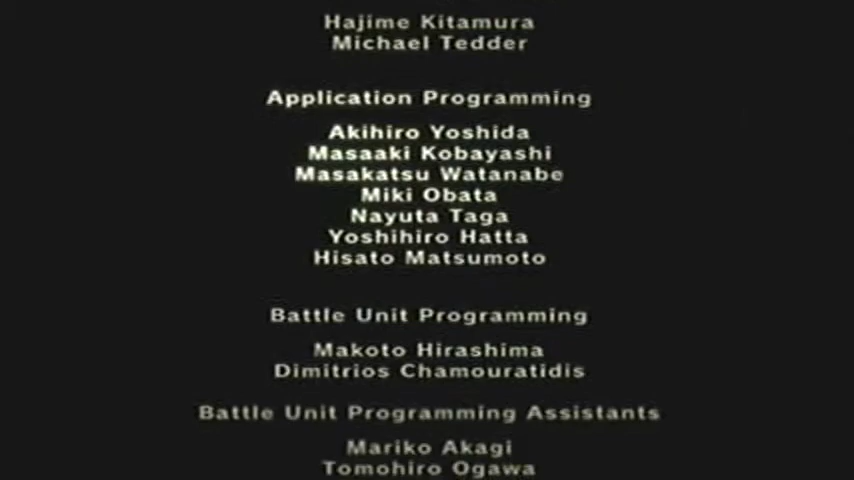 Hajime Kitamura
Michael Tedder
Application Programming
Akihiro Yoshida
Masaaki Kobayashi
Masakatsu Watanabe
Miki Obata
Nayuta Taga
Yoshihiro Hatta
Hisato Matsumoto
Battle Unit Programming
Makoto Hirashima
Dimitrios Chamouratidis
Battle Unit Programming Assistants
Mariko Akagi
Tomohiro Ogawa